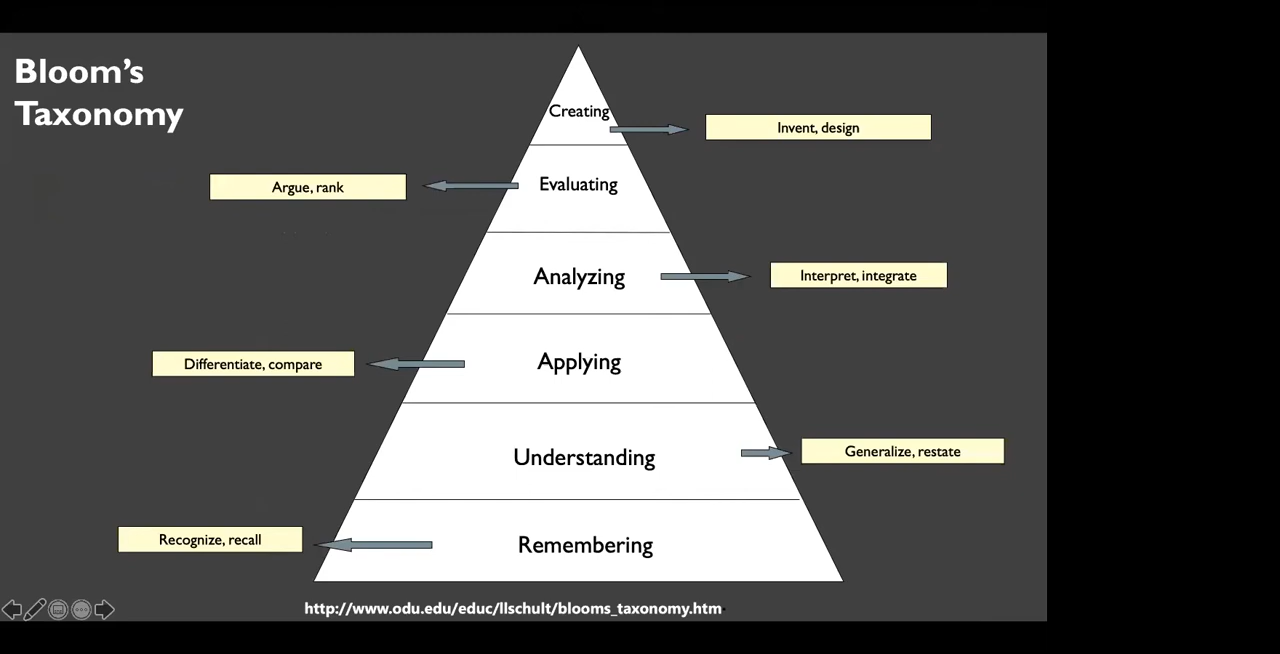 Bloom's
Taxonomy
Creating
Invent, design
Argue, rank
Evaluating
Analyzing
Interpret, integrate
Differentiate, compare
Applying
Understanding
Generalize, restate
Recognize, recall
Remembering
http://www.odu.edu/educ/llschult/blooms_taxonomy.htm